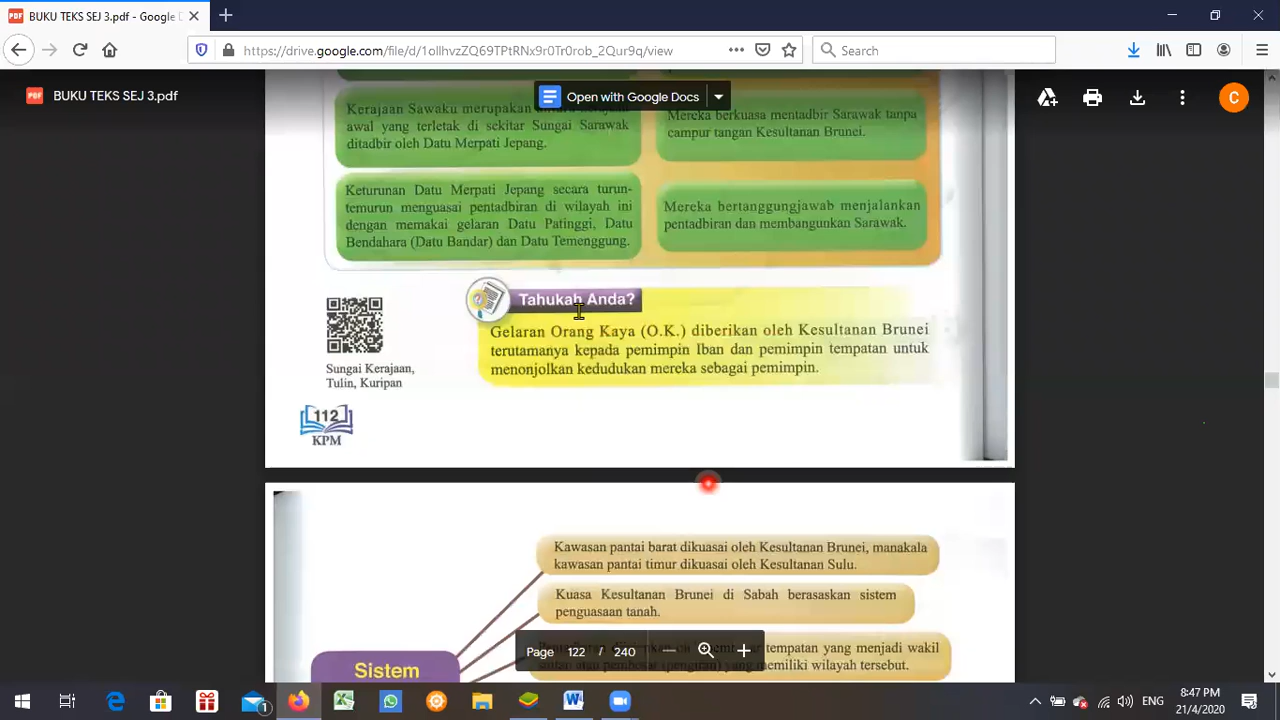 BUKU TEKS SEJ 3.pdf - Google D
https://drive.google.com/file/d/1ollhvzZQ69TPtRNx9r0Tr0rob_2Qur9q/view
Search
BUKU TEKS SEJ 3.pdf
Open with Google Docs
C
Kerajaan Sawaku merupakan
awal yang terletak di sekitar Sungai Sarawak
ditadbir oleh Datu Merpati Jepang.
Mereka berkuasa mentadbir Sarawak tanpa
campur tangan Kesultanan Brunei.
Keturunan Datu Merpati Jepang secara turun-
temurun menguasai pentadbiran di wilayah ini
dengan memakai gelaran Datu Patinggi, Datu
Bendahara (Datu Bandar) dan Datu Temenggung.
Mereka bertanggungjawab menjalankan
pentadbiran dan membangunkan Sarawak.
Tahukah Anda?
Gelaran Orang Kaya (O.K.) diberikan oleh Kesultanan Brunei
terutamanya kepada pemimpin Iban dan pemimpin tempatan untuk
menonjolkan kedudukan mereka sebagai pemimpin.
Sungai Kerajaan,
Tulin, Kuripan
112
KPM
Kawasan pantai barat dikuasai oleh Kesultanan Brunei, manakala
kawasan pantai timur dikuasai oleh Kesultanan Sulu.
Kuasa Kesultanan Brunei di Sabah berasaskan sistem
penguasaan tanah.
tempatan yang menjadi wakil
memiliki wilayah tersebut.
Sistem
Page 122 / 240
1
ENG
8:47 PM
21/4/2020